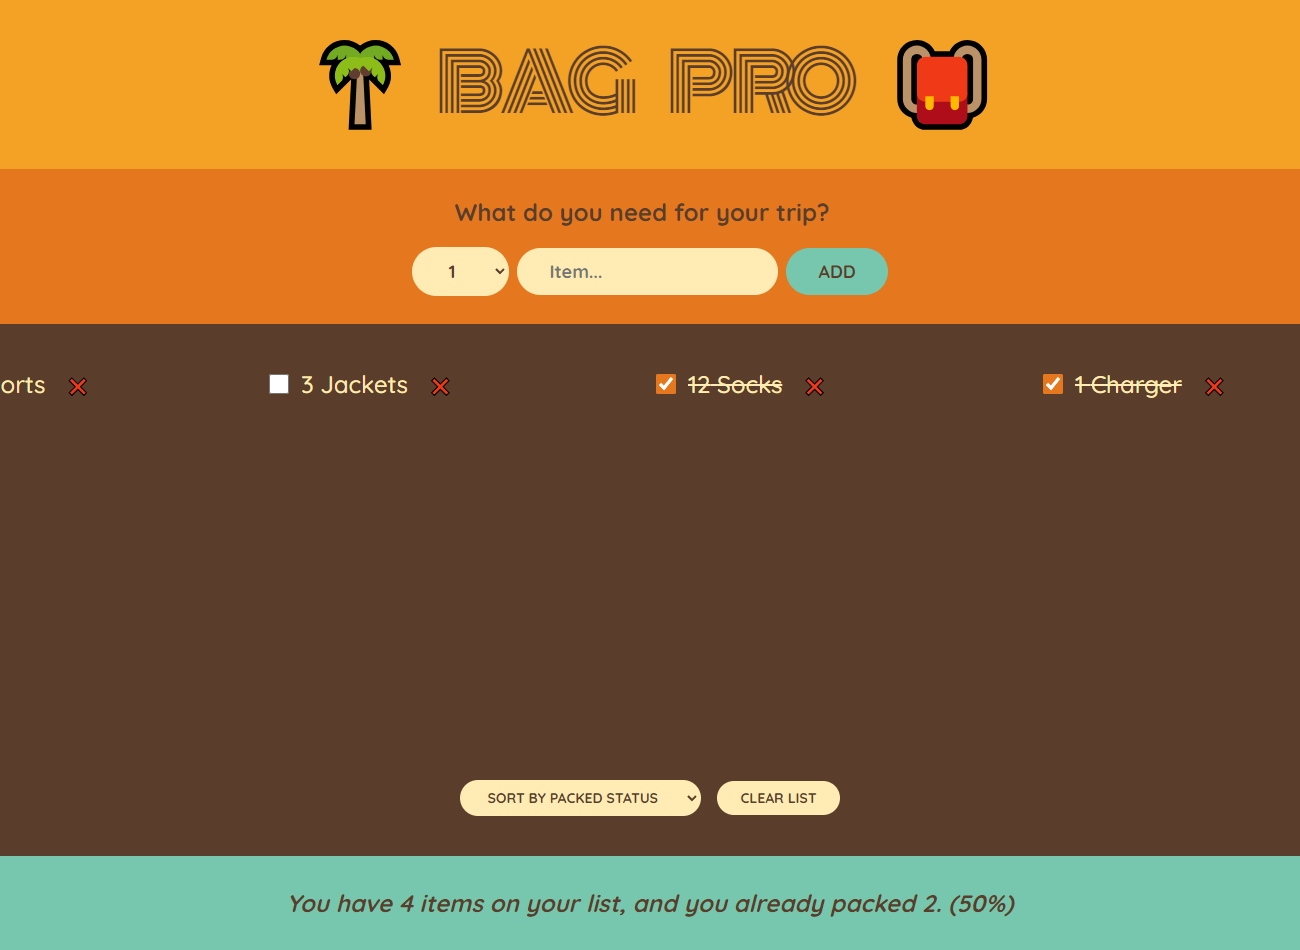 BAG PRO
What do you need for your trip?
1
Item...
ADD
orts
3 Jackets
12 Socks
1 Charger
SORT BY PACKED STATUS
CLEAR LIST
You have 4 items on your list, and you already packed 2. (50%)